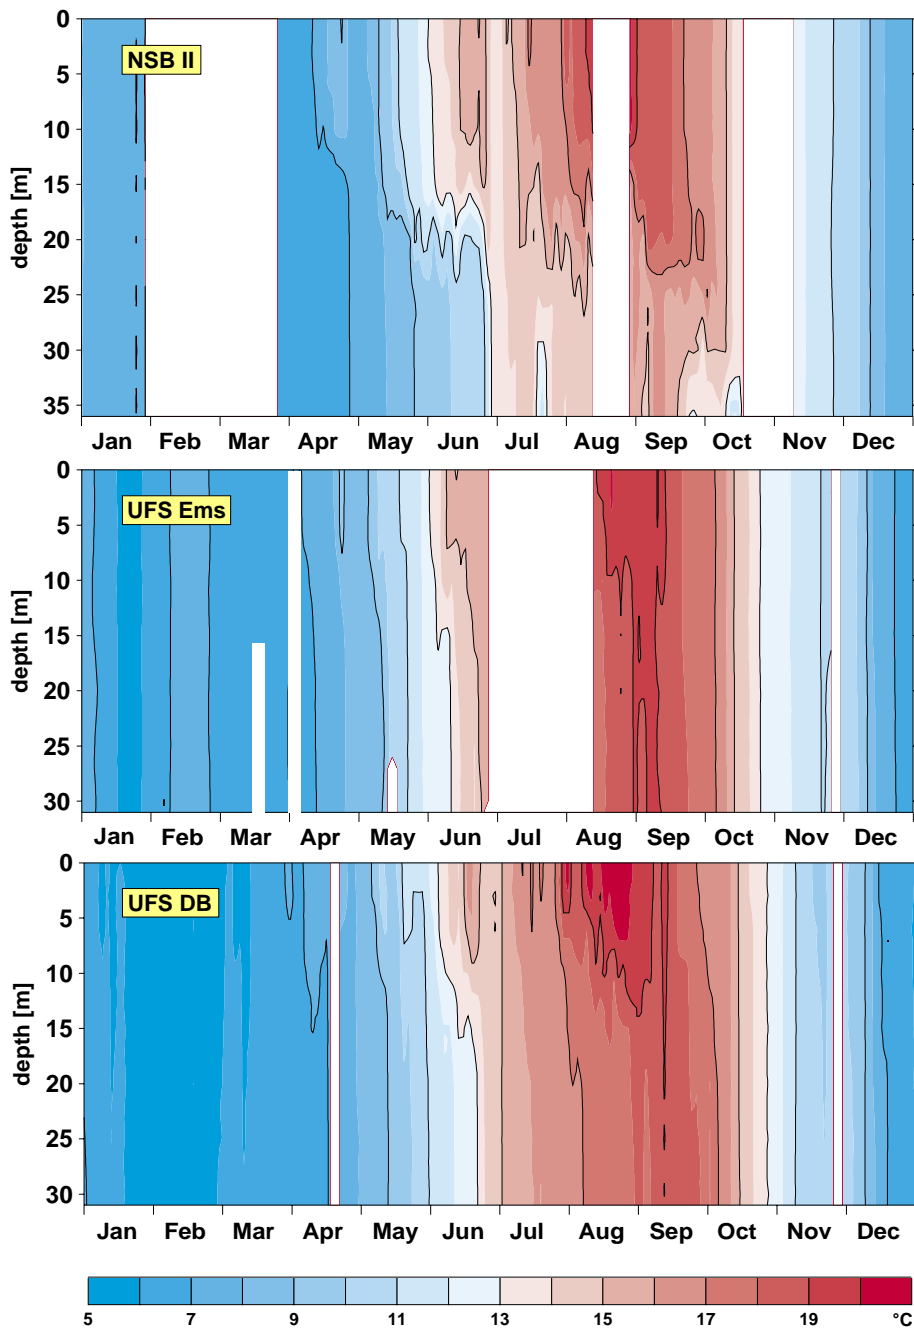 0
5
10
15
20
25
30
35
depth [m]
NSB II
Jan Feb Mar Apr May Jun Jul Aug Sep Oct Nov Dec
0
5
10
15
20
25
30
depth [m]
UFS Ems
Jan Feb Mar Apr May Jun Jul Aug Sep Oct Nov Dec
0
5
10
15
20
25
30
depth [m]
UFS DB
Jan Feb Mar Apr May Jun Jul Aug Sep Oct Nov Dec
5 7 9 11 13 15 17 19 °C